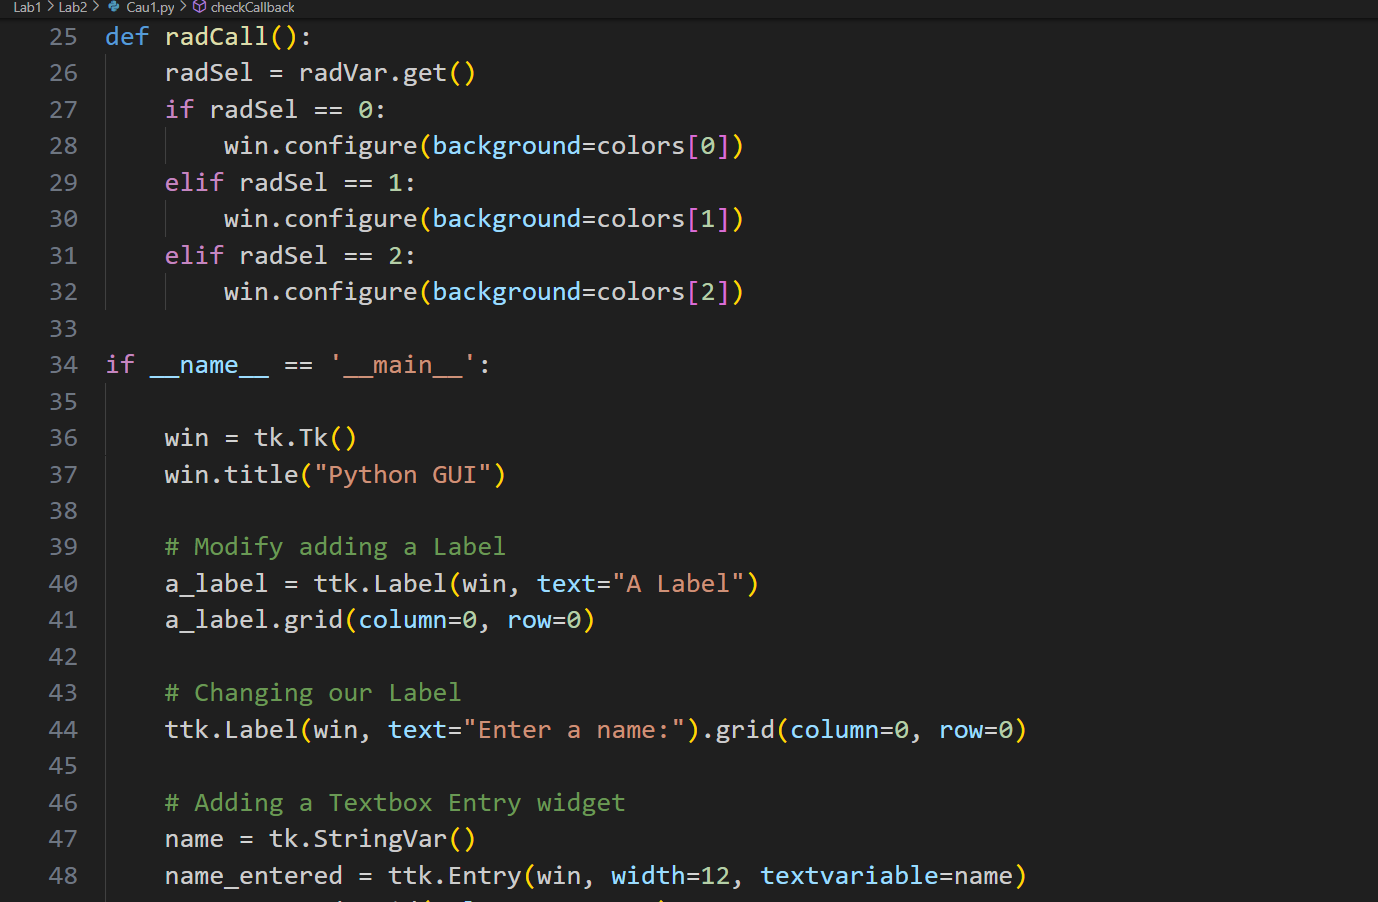 Lab1 > Lab2 > Cau1.py > checkCallback
25 def radCall():
26     radSel = radVar.get()
27     if radSel == 0:
28         win.configure(background=colors[0])
29     elif radSel == 1:
30         win.configure(background=colors[1])
31     elif radSel == 2:
32         win.configure(background=colors[2])
33
34 if __name__ == '__main__':
35
36     win = tk.Tk()
37     win.title("Python GUI")
38
39     # Modify adding a Label
40     a_label = ttk.Label(win, text="A Label")
41     a_label.grid(column=0, row=0)
42
43     # Changing our Label
44     ttk.Label(win, text="Enter a name:").grid(column=0, row=0)
45
46     # Adding a Textbox Entry widget
47     name = tk.StringVar()
48     name_entered = ttk.Entry(win, width=12, textvariable=name)